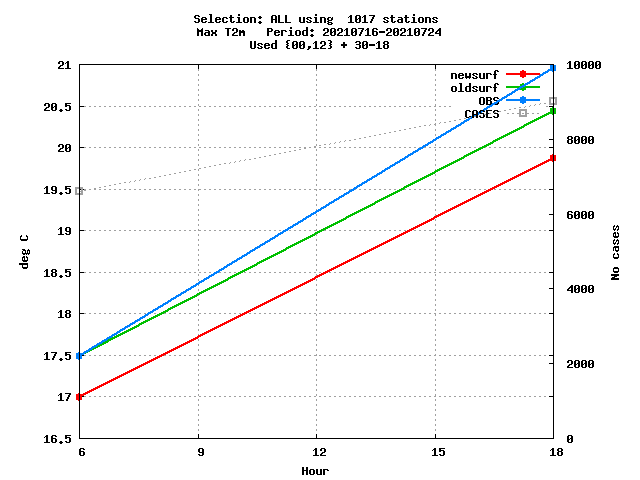 Selection: ALL using  1017 stations
Max T2m   Period: 20210716-20210724
Used {00,12} + 30-18
newsurf
oldsurf
OBS
CASES
21
20.5
20
19.5
19
18.5
18
17.5
17
16.5
deg C
10000
8000
6000
4000
2000
0
No cases
6 9 12 15 18
Hour